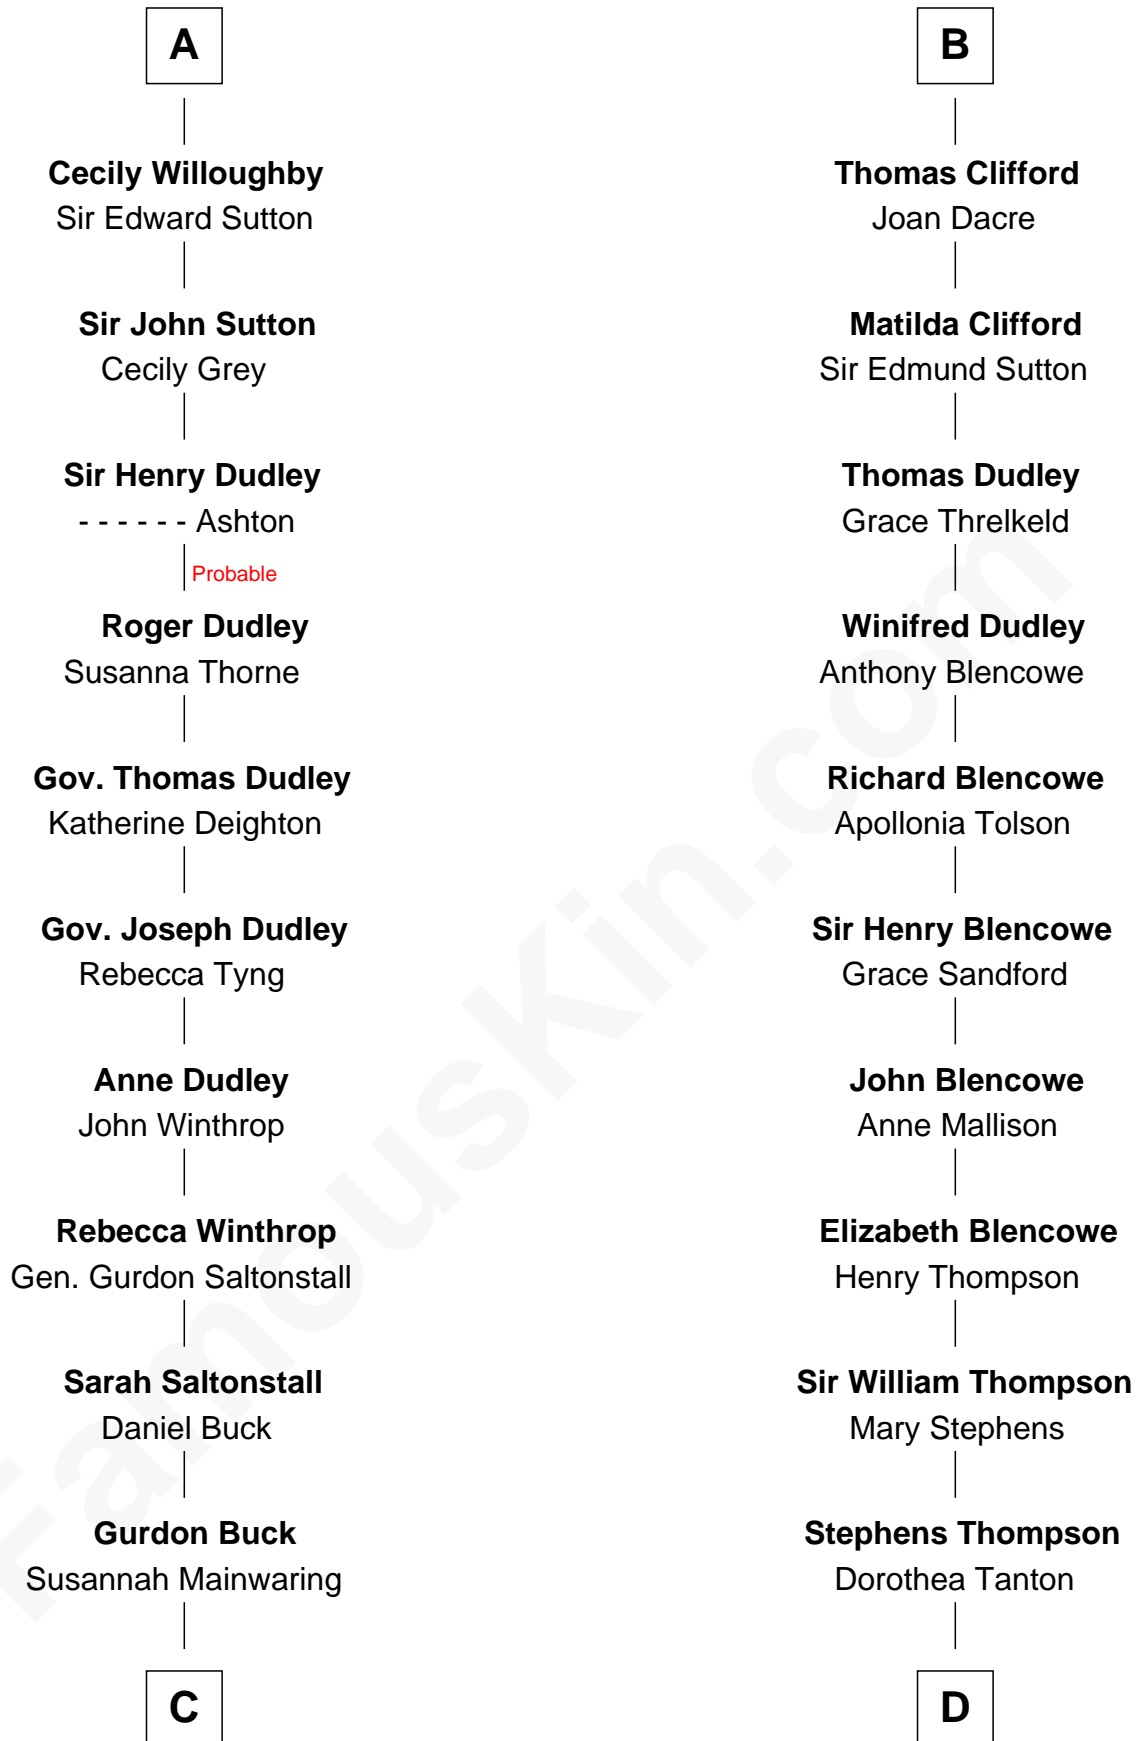 A
Cecily Willoughby
Sir Edward Sutton
Sir John Sutton
Cecily Grey
Sir Henry Dudley
- - - - - - Ashton
Probable
Roger Dudley
Susanna Thorne
Gov. Thomas Dudley
Katherine Deighton
Gov. Joseph Dudley
Rebecca Tyng
Anne Dudley
John Winthrop
Rebecca Winthrop
Gen. Gurdon Saltonstall
Sarah Saltonstall
Daniel Buck
Gurdon Buck
Susannah Mainwaring
C
B
Thomas Clifford
Joan Dacre
Matilda Clifford
Sir Edmund Sutton
Thomas Dudley
Grace Threlkeld
Winifred Dudley
Anthony Blencowe
Richard Blencowe
Apollonia Tolson
Sir Henry Blencowe
Grace Sandford
John Blencowe
Anne Mallison
Elizabeth Blencowe
Henry Thompson
Sir William Thompson
Mary Stephens
Stephens Thompson
Dorothea Tanton
D
FamousKin.com